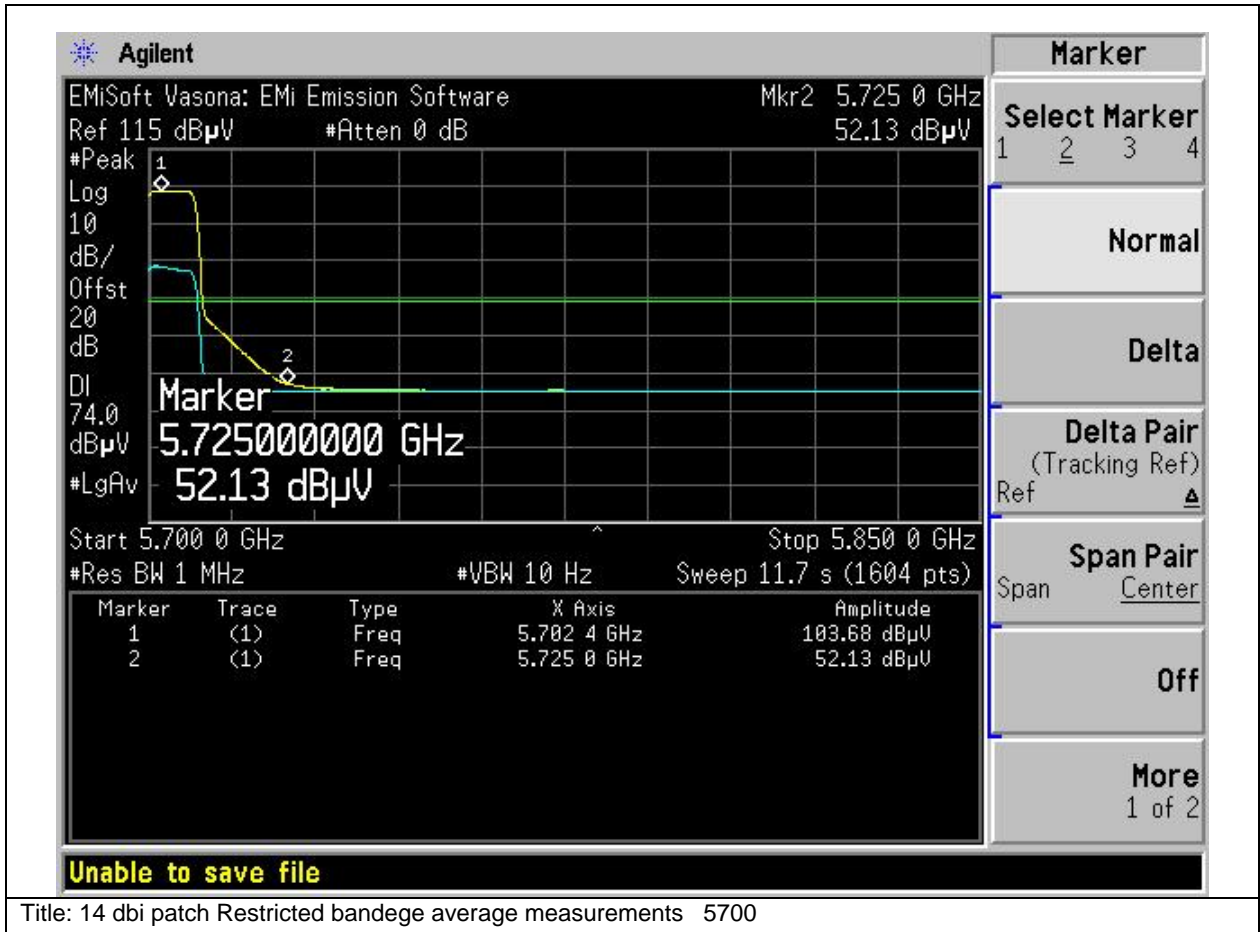 Agilent
Marker
EMiSoft Vasona: EMi Emission Software
Mkr2 5.725 0 GHz
Ref 115 dBµV #Atten 0 dB
52.13 dBµV
#Peak
Log
10
dB/
Offst
20
dB
DI
74.0
dBµV
#LgAv
1
2
Marker
5.725000000 GHz
52.13 dBµV
Start 5.700 0 GHz ^ Stop 5.850 0 GHz
#Res BW 1 MHz #VBW 10 Hz Sweep 11.7 s (1604 pts)
Marker Trace Type X Axis Amplitude
1 (1) Freq 5.702 4 GHz 103.68 dBµV
2 (1) Freq 5.725 0 GHz 52.13 dBµV
Select Marker
1 2 3 4
Normal
Delta
Delta Pair
(Tracking Ref)
Ref Δ
Span Pair
Span Center
Off
More
1 of 2
Unable to save file
Title: 14 dbi patch Restricted bandege average measurements 5700